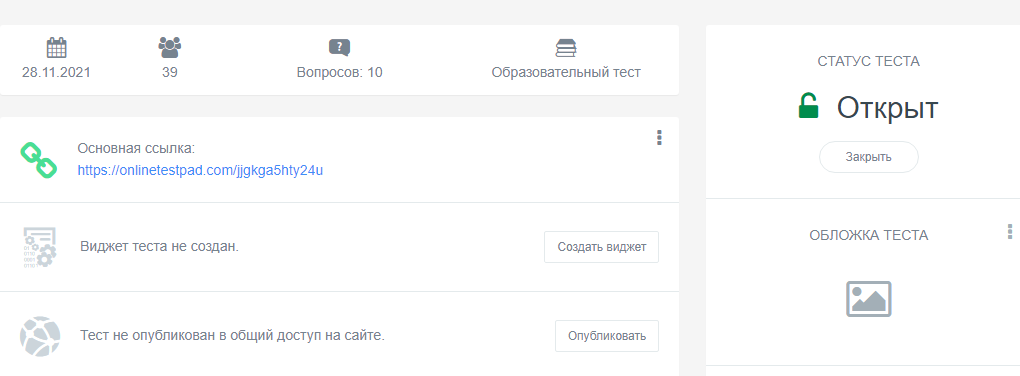 28.11.2021
39
Вопросов: 10
Образовательный тест
Основная ссылка:
https://onlinetestpad.com/jjgkga5hty24u
Виджет теста не создан.
Создать виджет
Тест не опубликован в общий доступ на сайте.
Опубликовать
СТАТУС ТЕСТА
Открыт
Закрыть
ОБЛОЖКА ТЕСТА